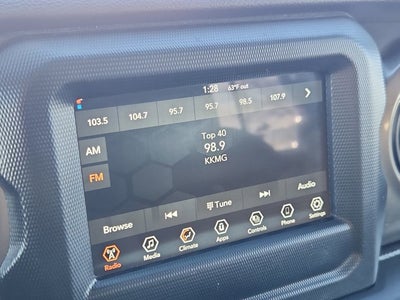 1:28 63°F out
103.5 104.7 95.7 95.7 98.5 107.9
AM
Top 40
98.9
KKMG
FM
Browse Tune Audio
Radio Media Climate Apps Controls Phone Settings